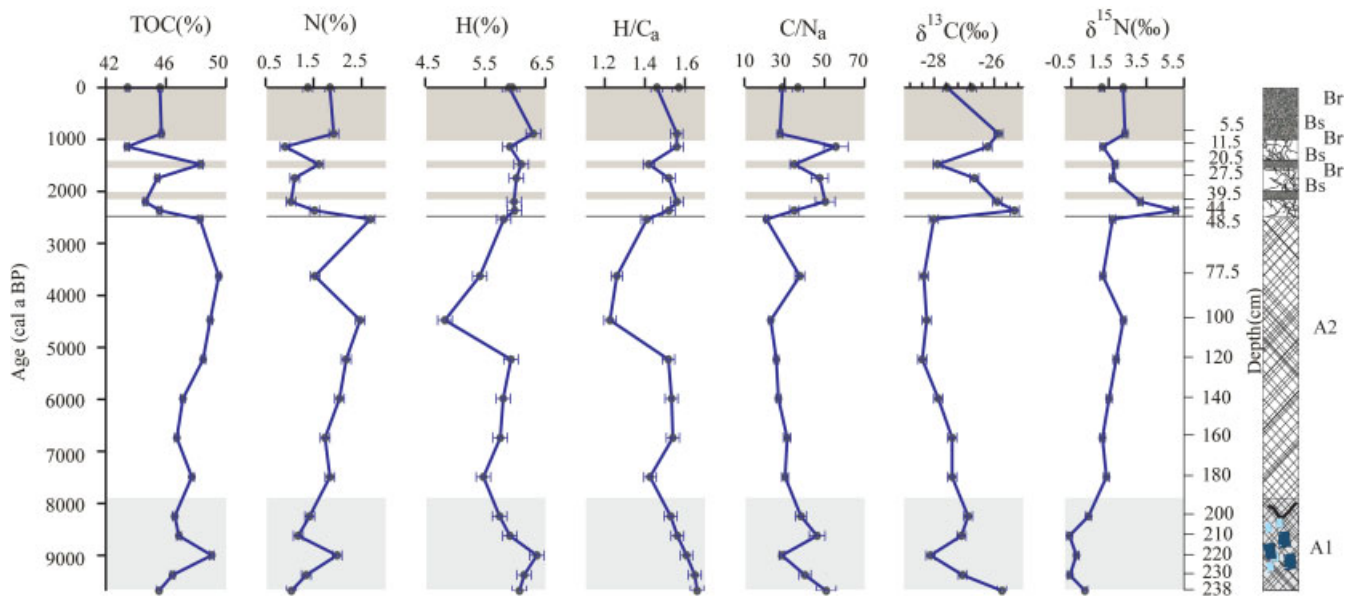 TOC(%) N(%) H(%) H/Ca C/Na δ13C(‰) δ15N(‰)
42 46 50 0.5 1.5 2.5 4.5 5.5 6.5 1.2 1.4 1.6 10 30 50 70 -28 -26 -0.5 1.5 3.5 5.5
0
1000
2000
3000
4000
5000
6000
7000
8000
9000
Age (cal a BP)
5.5
11.5
20.5
27.5
39.5
44
48.5
77.5
100
120
140
160
180
200
210
220
230
238
Depth(cm)
Br
Bs
Br
Bs
Br
Bs
A2
A1